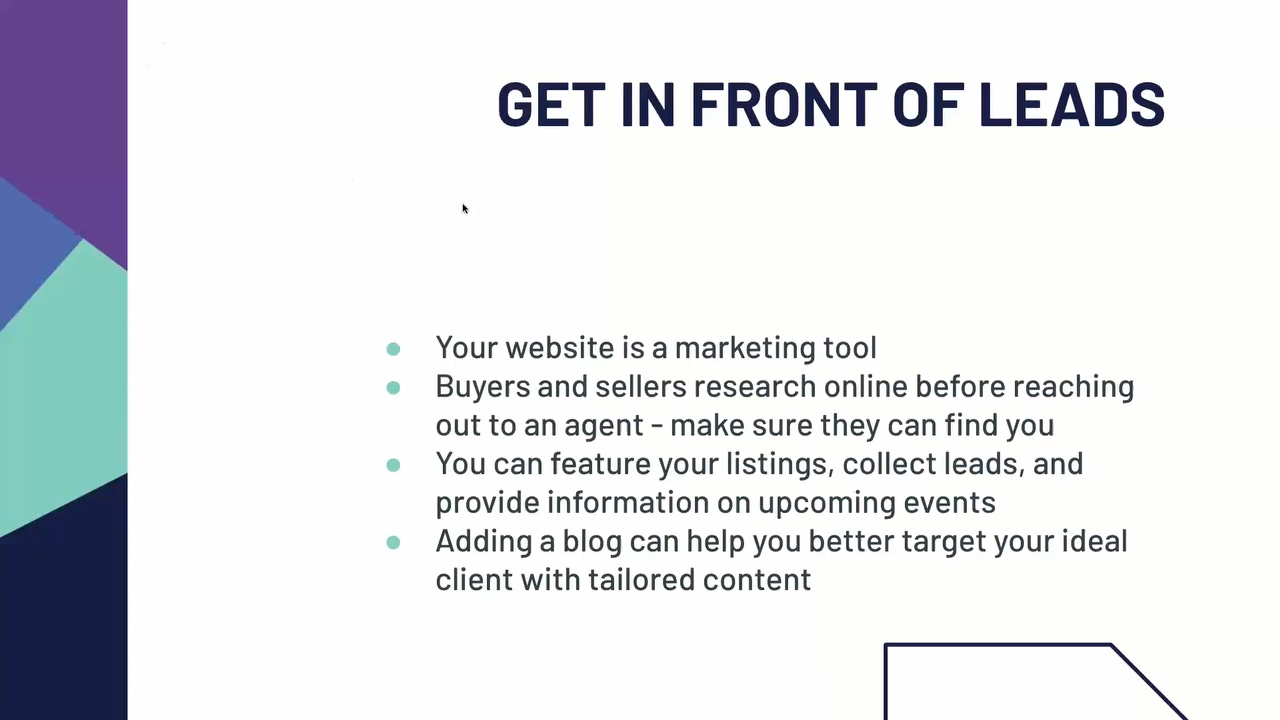 GET IN FRONT OF LEADS
● Your website is a marketing tool
● Buyers and sellers research online before reaching
out to an agent - make sure they can find you
● You can feature your listings, collect leads, and
provide information on upcoming events
● Adding a blog can help you better target your ideal
client with tailored content